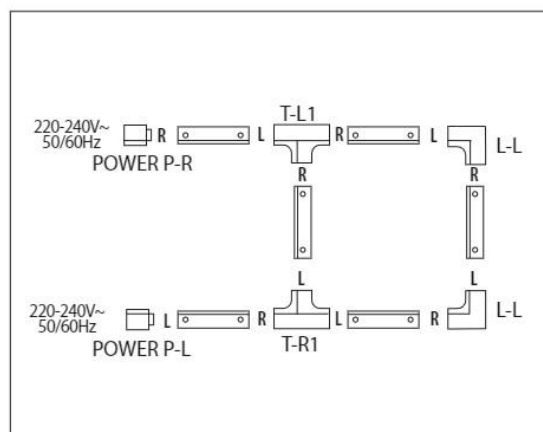 T-L1
220-240V~
50/60Hz
R L R L
POWER P-R
L-L
R R
L L
220-240V~
50/60Hz
L R L R
L-L
POWER P-L
T-R1